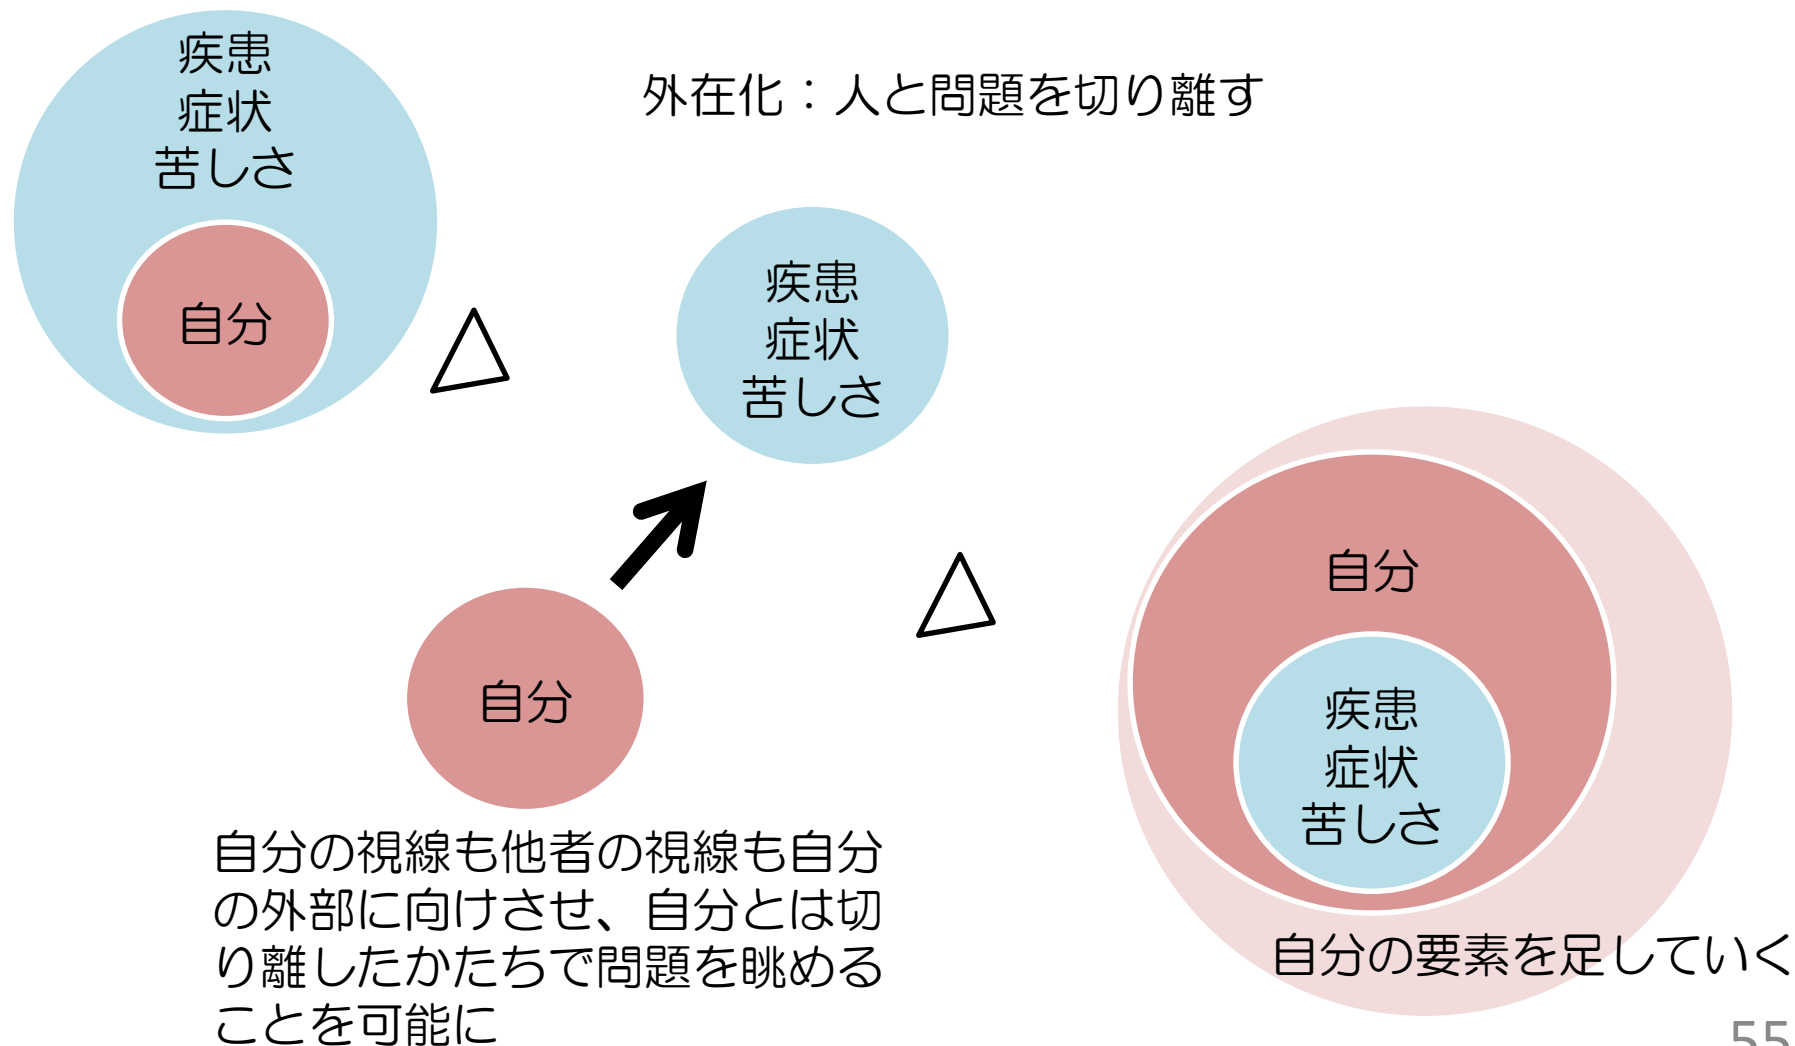 疾患
症状
苦しさ
自分
外在化：人と問題を切り離す
疾患
症状
苦しさ
自分
自分の視線も他者の視線も自分
の外部に向けさせ、自分とは切
り離したかたちで問題を眺める
ことを可能に
自分
疾患
症状
苦しさ
自分の要素を足していく
55